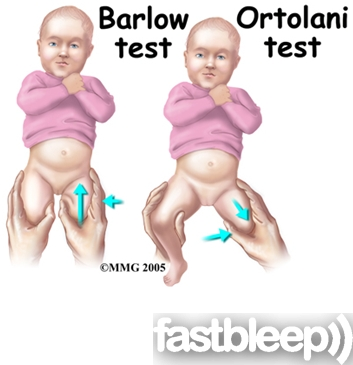 Barlow test
Ortolani test
©MMG 2005
fastbleep))